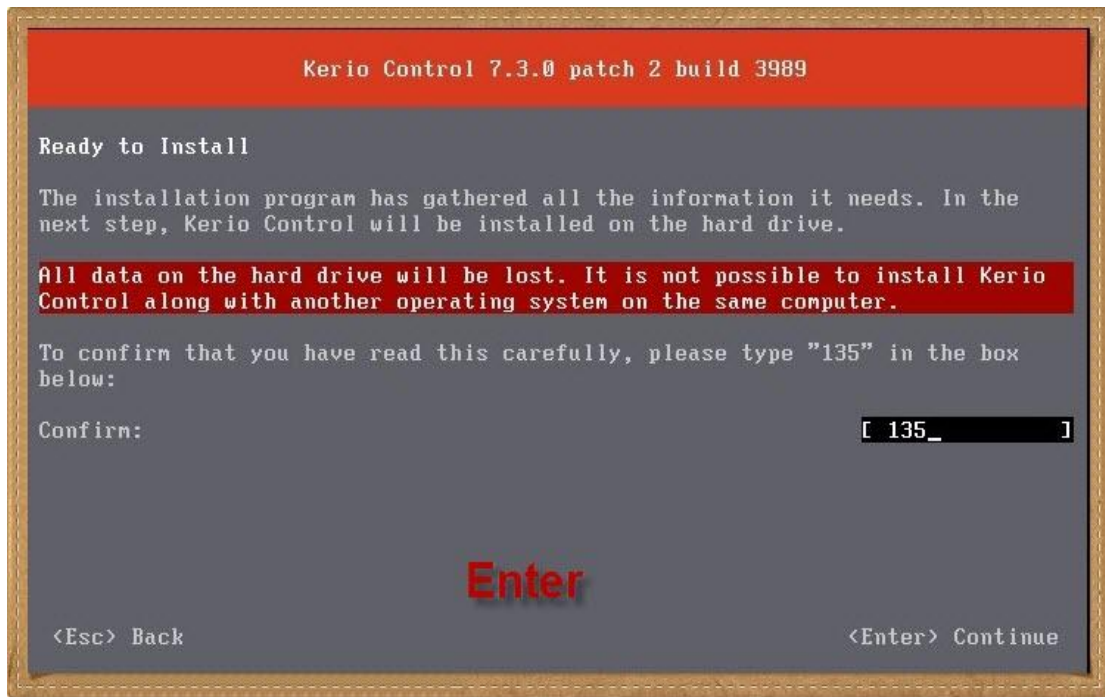 Kerio Control 7.3.0 patch 2 build 3989
Ready to Install
The installation program has gathered all the information it needs. In the
next step, Kerio Control will be installed on the hard drive.
All data on the hard drive will be lost. It is not possible to install Kerio
Control along with another operating system on the same computer.
To confirm that you have read this carefully, please type "135" in the box
below:
Confirm: [ 135_ ]
Enter
<Esc> Back <Enter> Continue